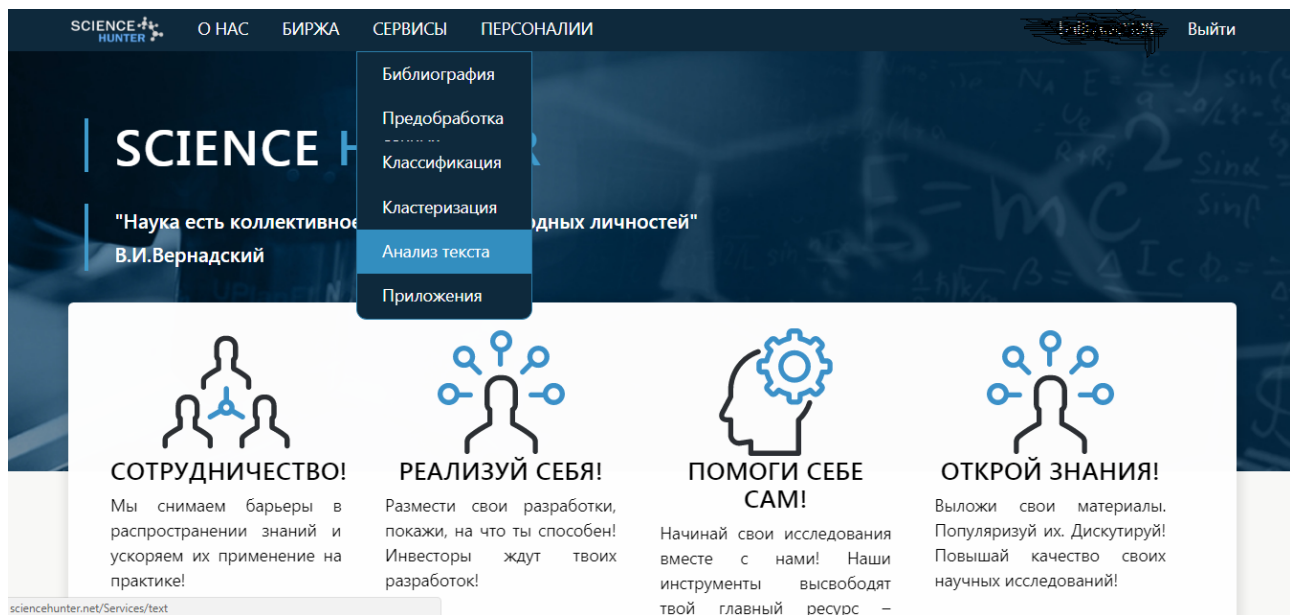 SCIENCE HUNTER О НАС БИРЖА СЕРВИСЫ ПЕРСОНАЛИИ Выйти
Библиография
Предобработка
Классификация
Кластеризация
Анализ текста
Приложения
SCIENCE
"Наука есть коллективное
личностей"
В.И.Вернадский
СОТРУДНИЧЕСТВО!
Мы снимаем барьеры в
распространении знаний и
ускоряем их применение на
практике!
РЕАЛИЗУЙ СЕБЯ!
Размести свои разработки,
покажи, на что ты способен!
Инвесторы ждут твоих
разработок!
ПОМОГИ СЕБЕ
САМ!
Начинай свои исследования
вместе с нами! Наши
инструменты высвободят
твой главный ресурс –
ОТКРОЙ ЗНАНИЯ!
Выложи свои материалы.
Популяризуй их. Дискутируй!
Повышай качество своих
научных исследований!
sciencehunter.net/Services/text